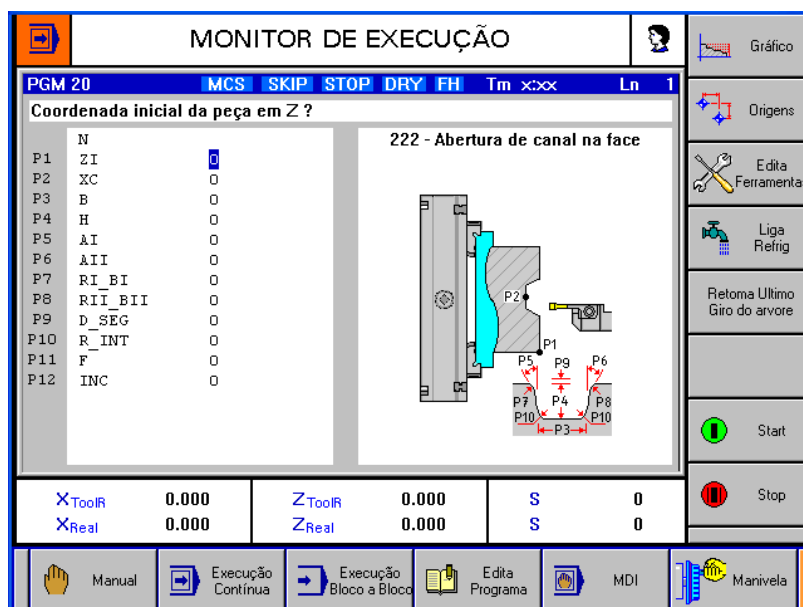 MONITOR DE EXECUÇÃO
PGM 20 MCS SKIP STOP DRY FH Tm x:xx Ln 1
Coordenada inicial da peça em Z ?
N
P1 ZI 0
P2 XC 0
P3 B 0
P4 H 0
P5 AI 0
P6 AII 0
P7 RI_BI 0
P8 RII_BII 0
P9 D_SEG 0
P10 R_INT 0
P11 F 0
P12 INC 0
222 - Abertura de canal na face
P2
P1
P5 P9 P6
P7 P4 P8
P10 P10
P3
X ToolR 0.000 Z ToolR 0.000 S 0
X Real 0.000 Z Real 0.000 S 0
Gráfico
Origens
Edita
Ferramenta
Liga
Refrig
Retoma Ultimo
Giro do arvore
Start
Stop
Manual
Execução
Contínua
Execução
Bloco a Bloco
Edita
Programa
MDI
Manivela